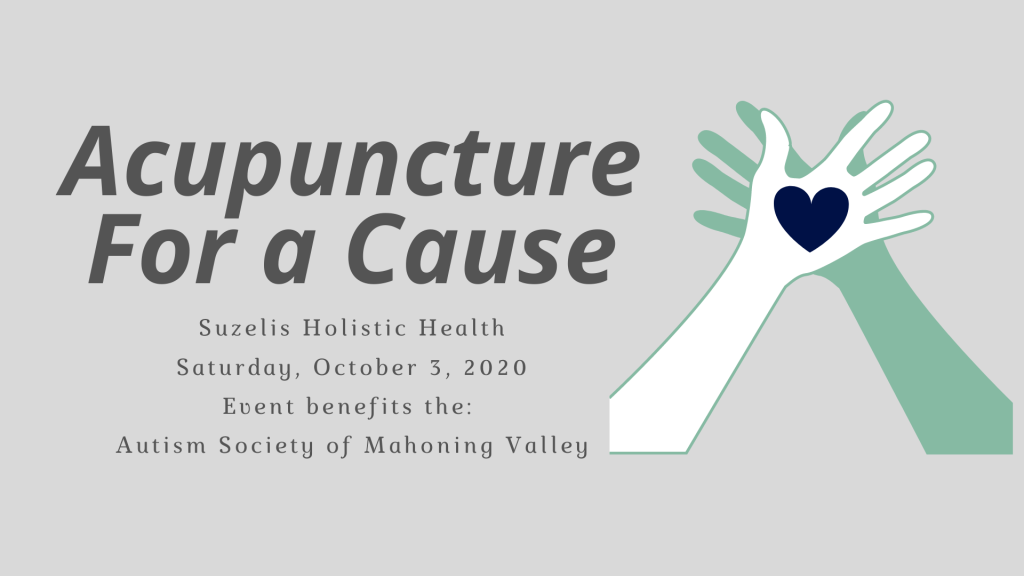 Acupuncture
For a Cause
Suzelis Holistic Health
Saturday, October 3, 2020
Event benefits the:
Autism Society of Mahoning Valley